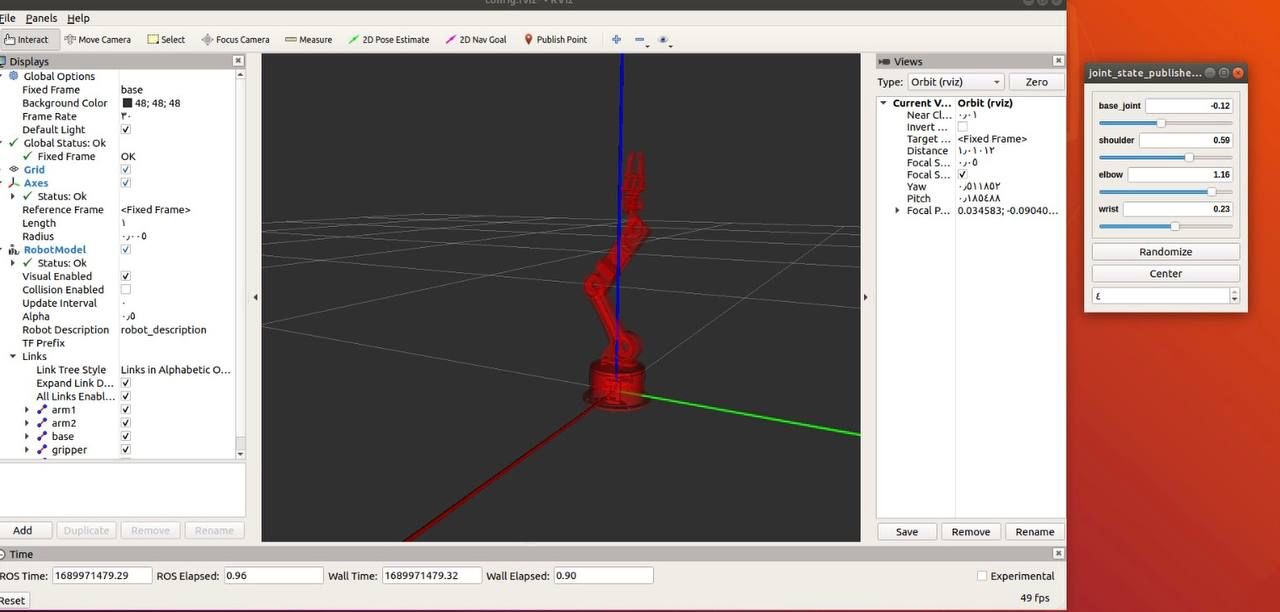 config.rviz* - RViz
File Panels Help
Interact Move Camera Select Focus Camera Measure 2D Pose Estimate 2D Nav Goal Publish Point
Displays
Global Options
Fixed Frame base
Background Color 48; 48; 48
Frame Rate ٣٠
Default Light
Global Status: Ok
Fixed Frame OK
Grid
Axes
Status: Ok
Reference Frame <Fixed Frame>
Length ١
Radius ٠٫٠٠٥
RobotModel
Status: Ok
Visual Enabled
Collision Enabled
Update Interval ٠
Alpha ٠٫٥
Robot Description robot_description
TF Prefix
Links
Link Tree Style Links in Alphabetic O...
Expand Link D...
All Links Enabl...
arm1
arm2
base
gripper
Add Duplicate Remove Rename
Views
Type: Orbit (rviz) Zero
Current V... Orbit (rviz)
Near Cl... ٠٫٠١
Invert ...
Target ... <Fixed Frame>
Distance ١٫٠١٠١٢
Focal S... ٠٫٠٥
Focal S...
Yaw ٠٫٥١١٨٥٢
Pitch ٠٫١٨٥٤٨٨
Focal P... 0.034583; -0.09040...
Save Remove Rename
joint_state_publishe...
base_joint -0.12
shoulder 0.59
elbow 1.16
wrist 0.23
Randomize
Center
٤
Time
ROS Time: 1689971479.29 ROS Elapsed: 0.96 Wall Time: 1689971479.32 Wall Elapsed: 0.90 Experimental
Reset 49 fps